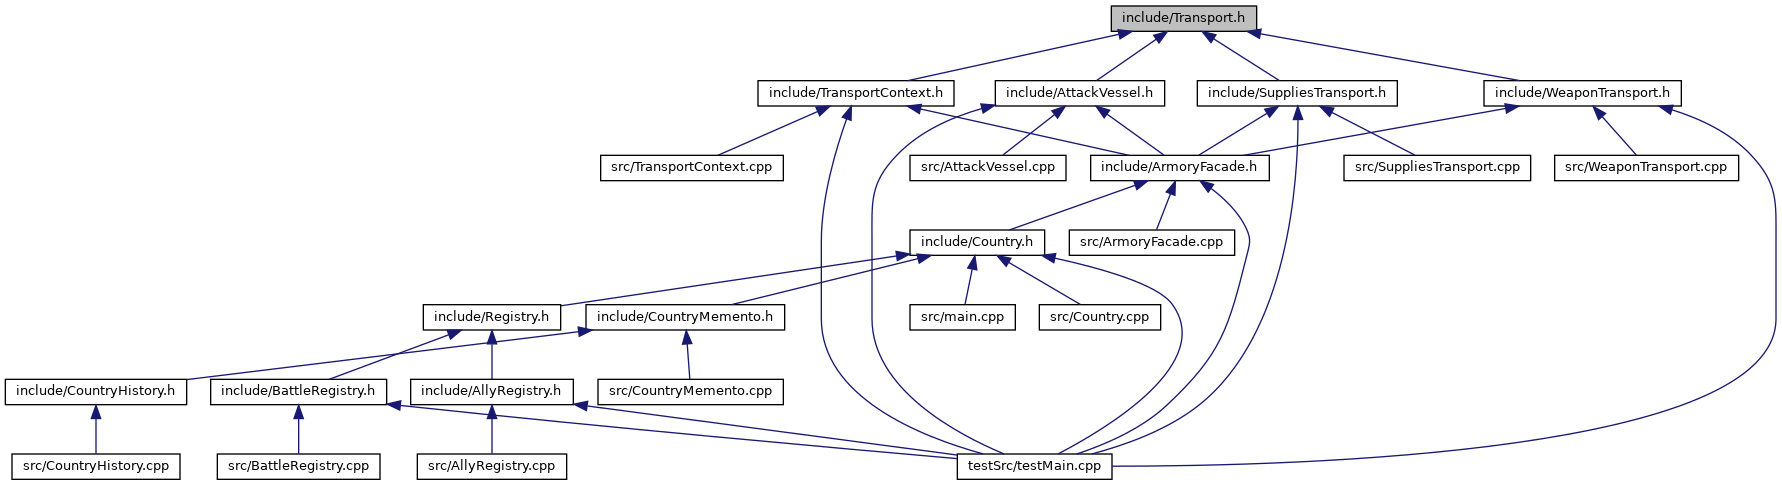 include/Transport.h
include/TransportContext.h
include/AttackVessel.h
include/SuppliesTransport.h
include/WeaponTransport.h
src/TransportContext.cpp
src/AttackVessel.cpp
include/ArmoryFacade.h
src/SuppliesTransport.cpp
src/WeaponTransport.cpp
include/Country.h
src/ArmoryFacade.cpp
include/Registry.h
include/CountryMemento.h
src/main.cpp
src/Country.cpp
include/CountryHistory.h
include/BattleRegistry.h
include/AllyRegistry.h
src/CountryMemento.cpp
src/CountryHistory.cpp
src/BattleRegistry.cpp
src/AllyRegistry.cpp
testSrc/testMain.cpp